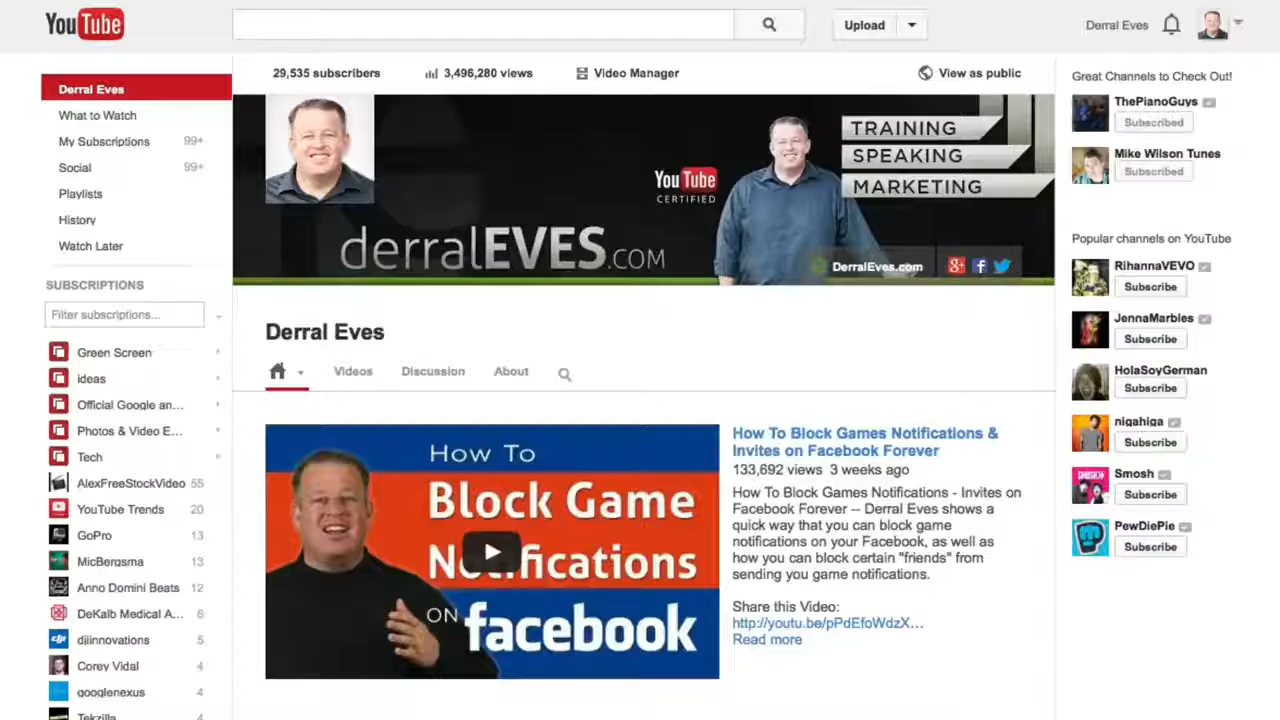 YouTube
Upload
Derral Eves
Derral Eves
What to Watch
My Subscriptions 99+
Social 99+
Playlists
History
Watch Later
SUBSCRIPTIONS
Filter subscriptions...
Green Screen
ideas
Official Google an...
Photos & Video E...
Tech
AlexFreeStockVideo 55
YouTube Trends 20
GoPro 13
MicBergsma 13
Anno Domini Beats 12
DeKalb Medical A... 6
djiinnovations 5
Corey Vidal 4
googlenexus 4
Tekzilla 4
29,535 subscribers
3,496,280 views
Video Manager
View as public
YouTube
CERTIFIED
derralEVES.COM
TRAINING
SPEAKING
MARKETING
DerralEves.com
Derral Eves
Videos Discussion About
How To
Block Game
Notifications
ON facebook
How To Block Games Notifications &
Invites on Facebook Forever
133,692 views 3 weeks ago
How To Block Games Notifications - Invites on
Facebook Forever -- Derral Eves shows a
quick way that you can block game
notifications on your Facebook, as well as
how you can block certain "friends" from
sending you game notifications.
Share this Video:
http://youtu.be/pPdEfoWdzX...
Read more
Great Channels to Check Out!
ThePianoGuys
Subscribed
Mike Wilson Tunes
Subscribed
Popular channels on YouTube
RihannaVEVO
Subscribe
JennaMarbles
Subscribe
HolaSoyGerman
Subscribe
nigahiga
Subscribe
Smosh
Subscribe
PewDiePie
Subscribe